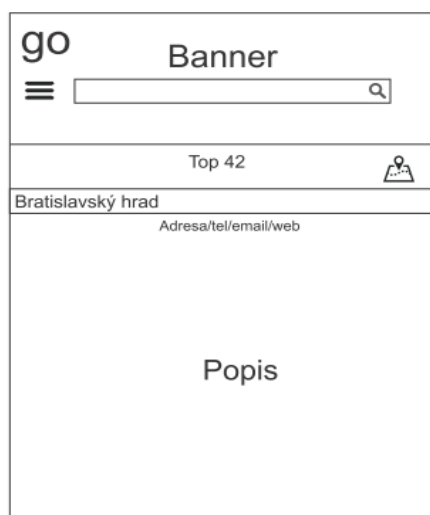 go
Banner
Top 42
Bratislavský hrad
Adresa/tel/email/web
Popis